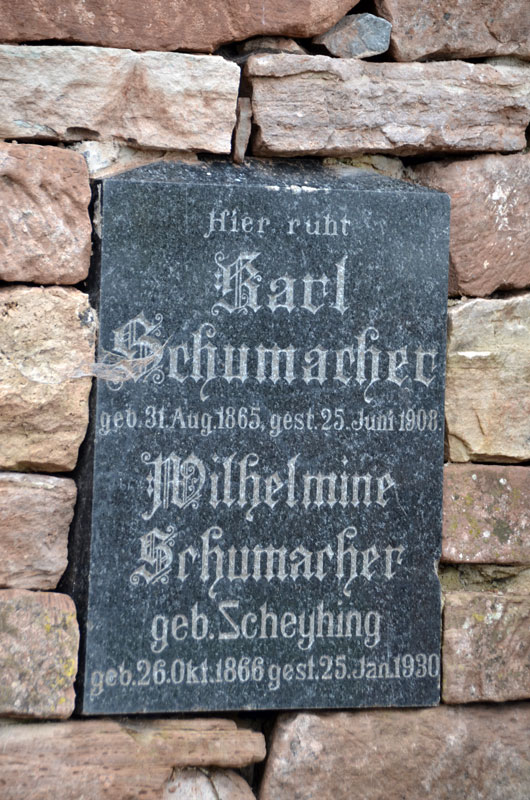 Hier ruht
Karl
Schumacher
geb. 31. Aug. 1865, gest. 25. Juni 1908.
Wilhelmine
Schumacher
geb. Scheyhing
geb. 26. Okt. 1866 gest. 25. Jan. 1930